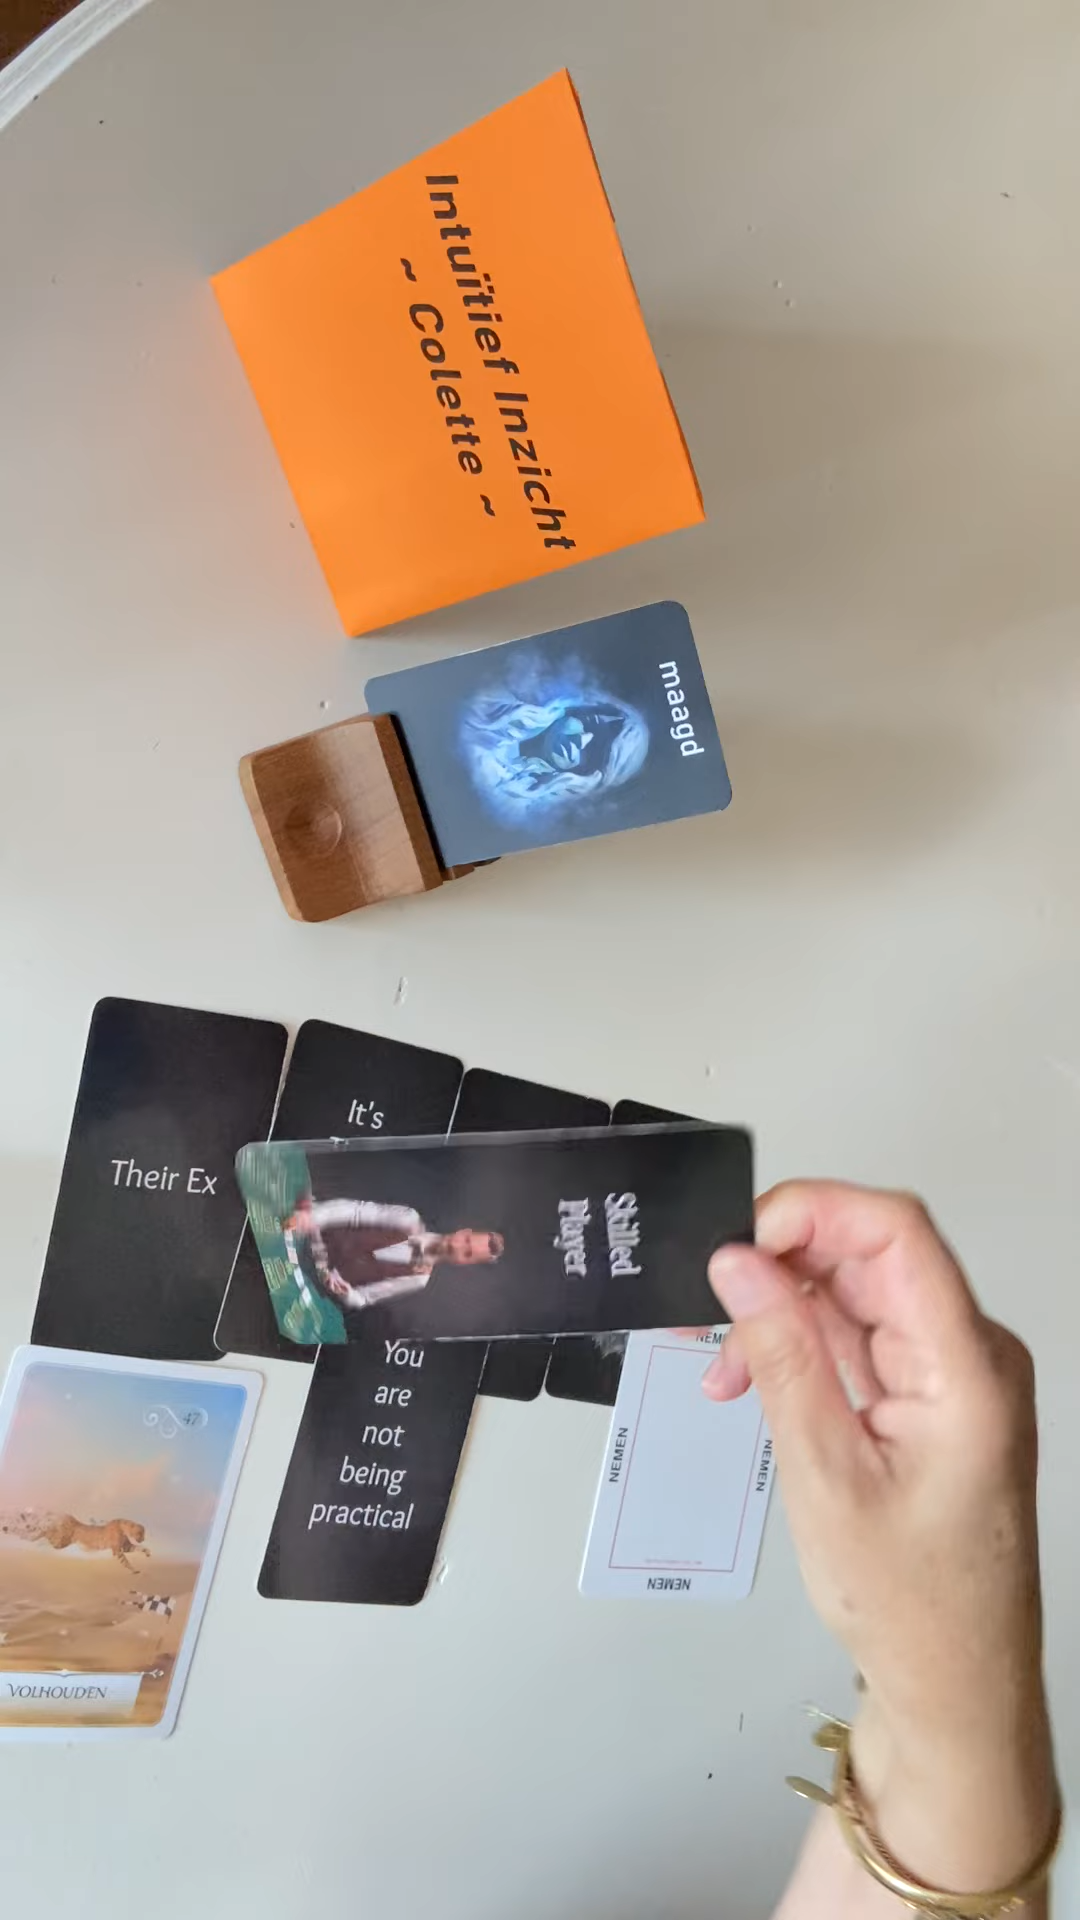 Intuïtief Inzicht
~ Colette ~
maagd
Their Ex
It's
Skilled
Player
You
are
not
being
practical
47
VOLHOUDEN
NEMEN
NEMEN
NEMEN